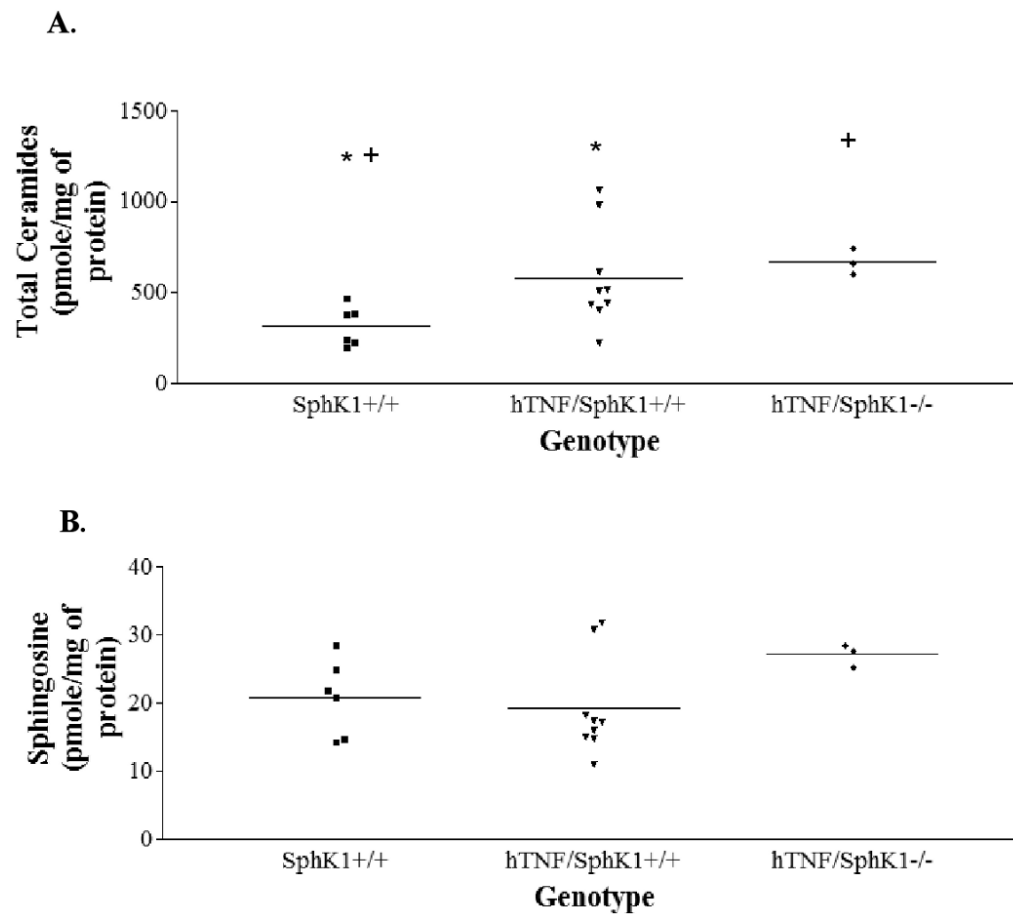 A.
Total Ceramides
(pmole/mg of
protein)
1500
1000
500
0
* +
*
+
SphK1+/+
hTNF/SphK1+/+
hTNF/SphK1-/-
Genotype
B.
Sphingosine
(pmole/mg of
protein)
40
30
20
10
0
SphK1+/+
hTNF/SphK1+/+
hTNF/SphK1-/-
Genotype